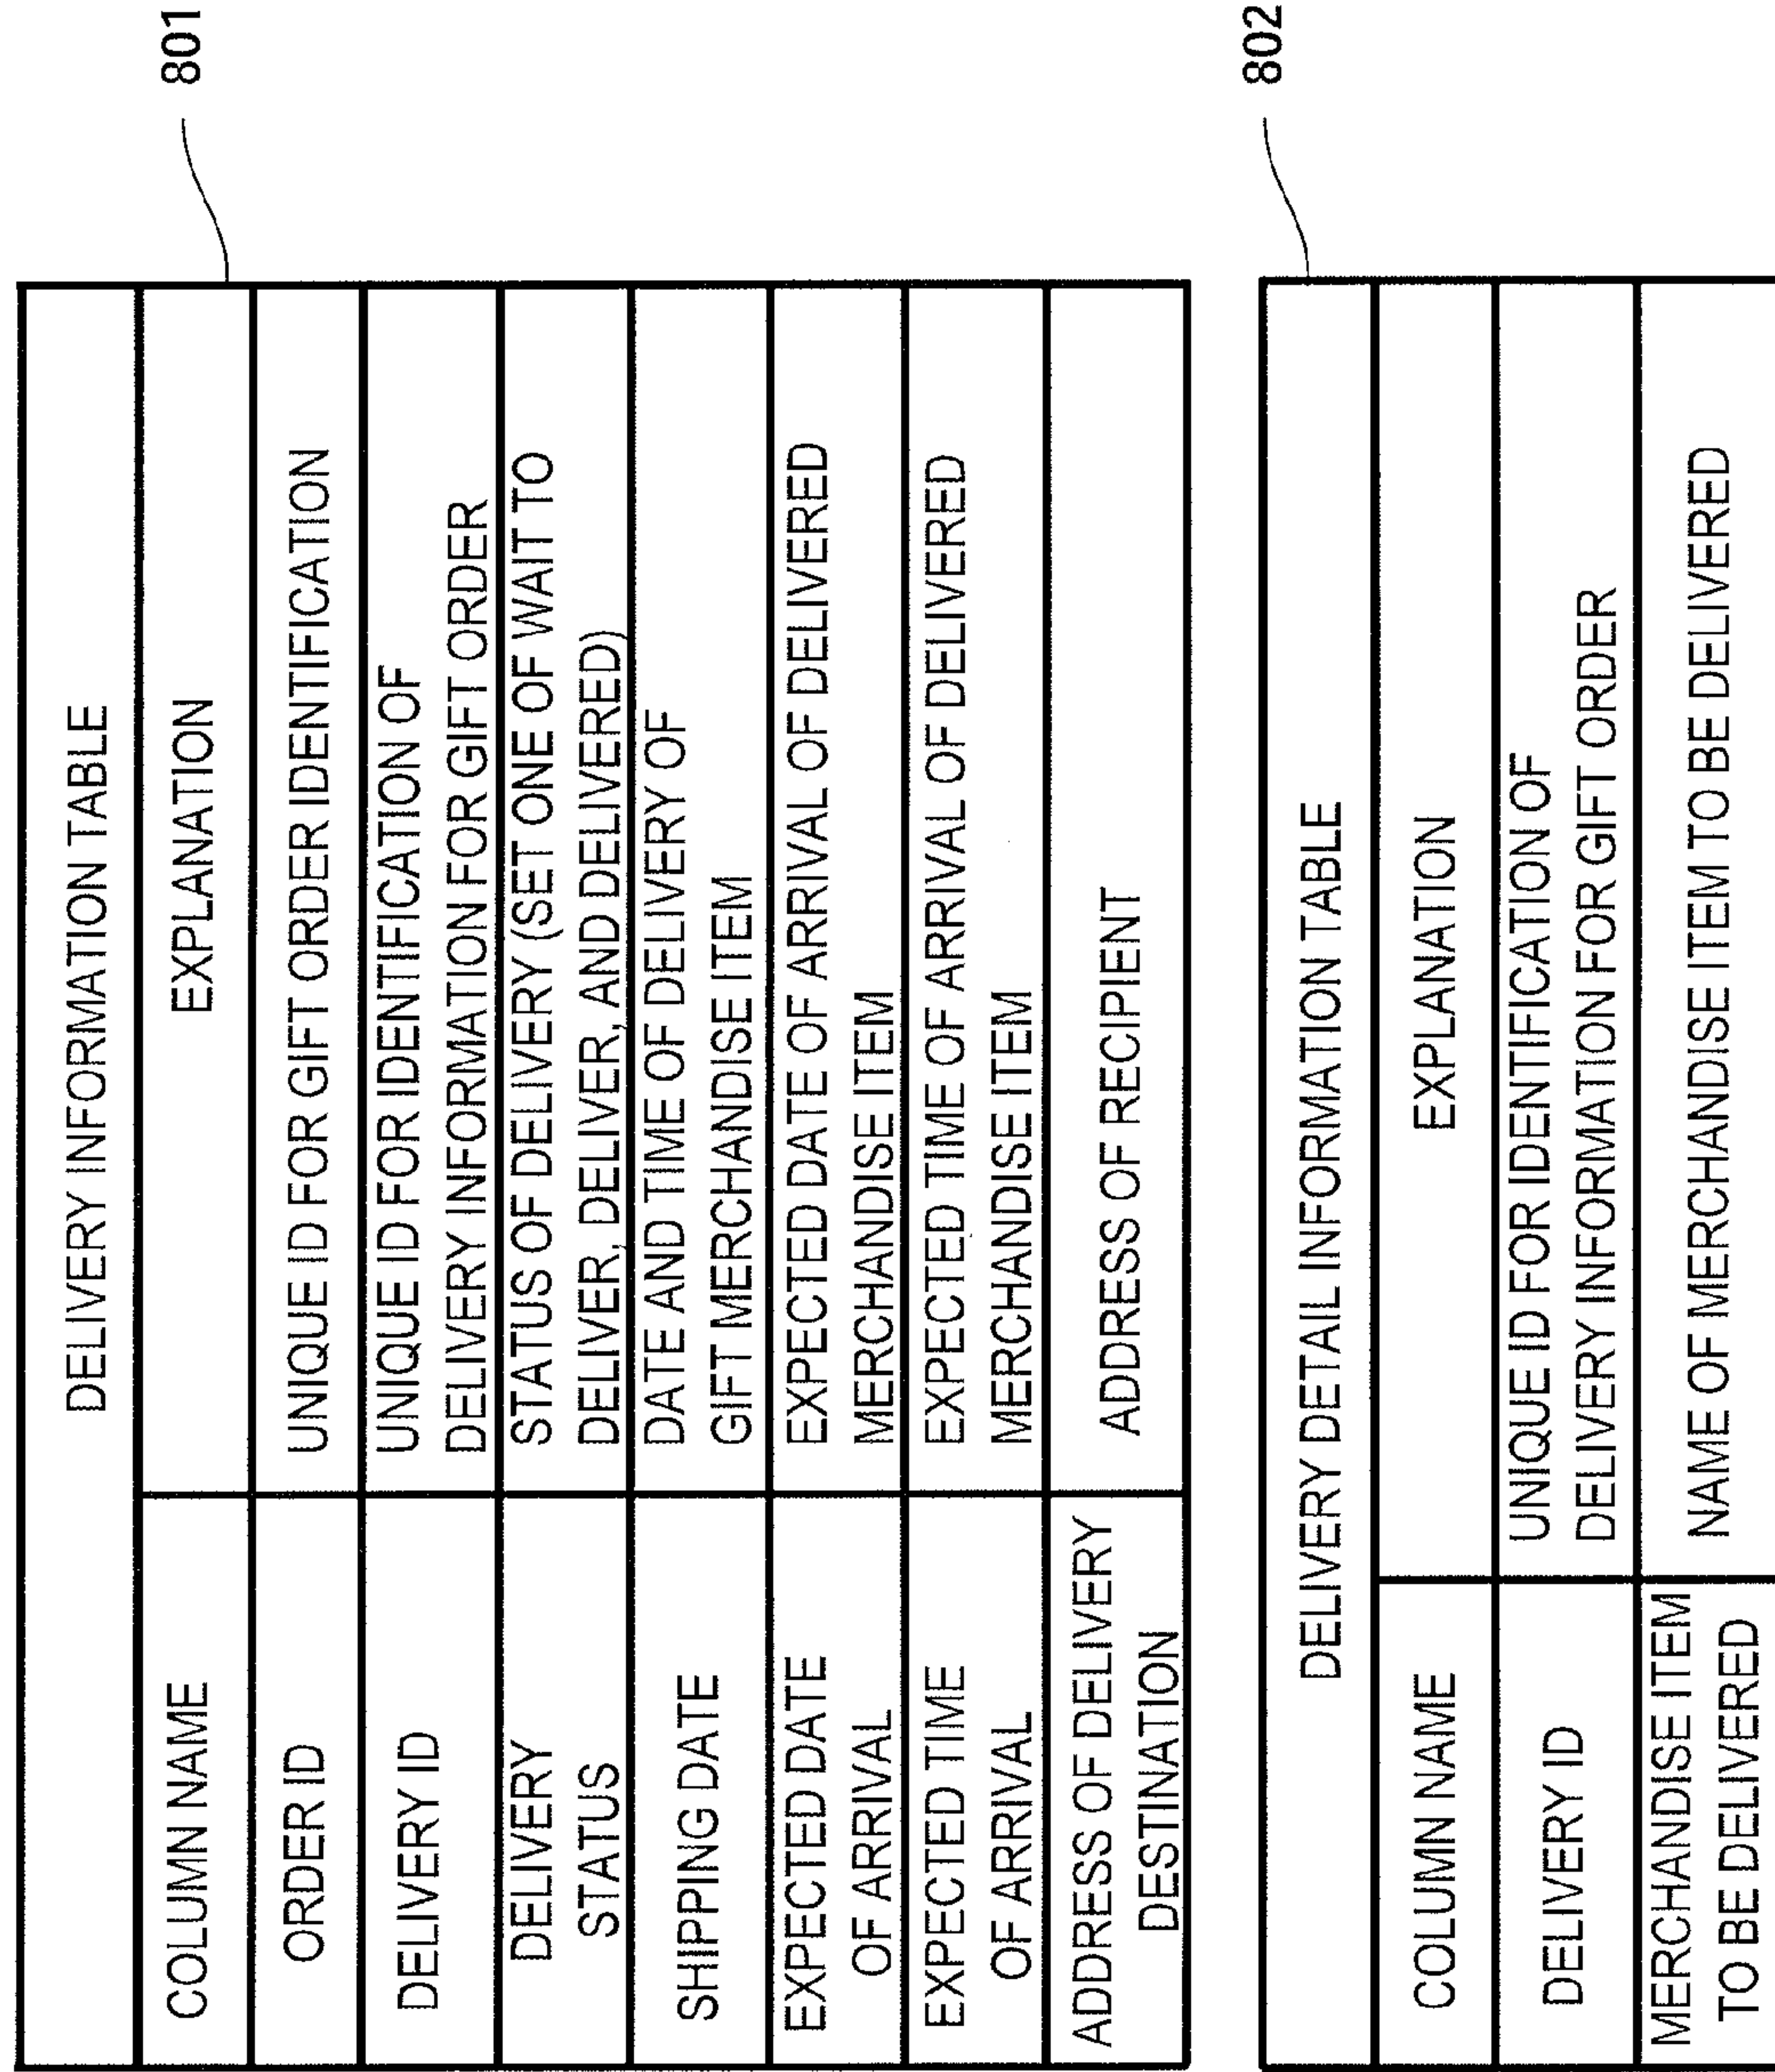 801
DELIVERY INFORMATION TABLE
COLUMN NAME
EXPLANATION
ORDER ID
UNIQUE ID FOR GIFT ORDER IDENTIFICATION
DELIVERY ID
UNIQUE ID FOR IDENTIFICATION OF
DELIVERY INFORMATION FOR GIFT ORDER
DELIVERY
STATUS
STATUS OF DELIVERY (SET ONE OF WAIT TO
DELIVER, DELIVER, AND DELIVERED)
SHIPPING DATE
DATE AND TIME OF DELIVERY OF
GIFT MERCHANDISE ITEM
EXPECTED DATE
OF ARRIVAL
EXPECTED DATE OF ARRIVAL OF DELIVERED
MERCHANDISE ITEM
EXPECTED TIME
OF ARRIVAL
EXPECTED TIME OF ARRIVAL OF DELIVERED
MERCHANDISE ITEM
ADDRESS OF DELIVERY
DESTINATION
ADDRESS OF RECIPIENT
802
DELIVERY DETAIL INFORMATION TABLE
COLUMN NAME
EXPLANATION
DELIVERY ID
UNIQUE ID FOR IDENTIFICATION OF
DELIVERY INFORMATION FOR GIFT ORDER
MERCHANDISE ITEM
TO BE DELIVERED
NAME OF MERCHANDISE ITEM TO BE DELIVERED